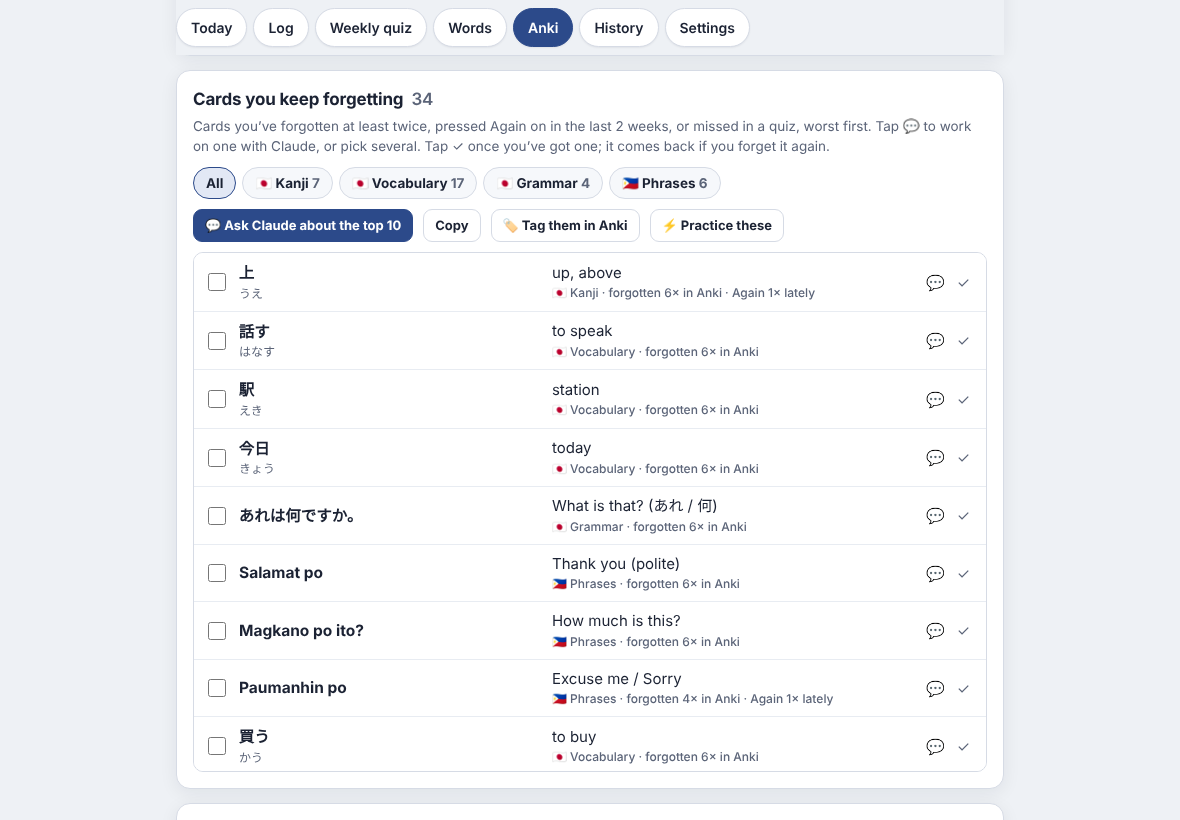 Today Log Weekly quiz Words Anki History Settings
Cards you keep forgetting 34
Cards you’ve forgotten at least twice, pressed Again on in the last 2 weeks, or missed in a quiz, worst first. Tap 💬 to work
on one with Claude, or pick several. Tap ✓ once you’ve got one; it comes back if you forget it again.
All 🇯🇵 Kanji 7 🇯🇵 Vocabulary 17 🇯🇵 Grammar 4 🇵🇭 Phrases 6
💬 Ask Claude about the top 10 Copy 🏷️ Tag them in Anki ⚡ Practice these
上
うえ
up, above
🇯🇵 Kanji · forgotten 6× in Anki · Again 1× lately
話す
はなす
to speak
🇯🇵 Vocabulary · forgotten 6× in Anki
駅
えき
station
🇯🇵 Vocabulary · forgotten 6× in Anki
今日
きょう
today
🇯🇵 Vocabulary · forgotten 6× in Anki
あれは何ですか。
What is that? (あれ / 何)
🇯🇵 Grammar · forgotten 6× in Anki
Salamat po
Thank you (polite)
🇵🇭 Phrases · forgotten 6× in Anki
Magkano po ito?
How much is this?
🇵🇭 Phrases · forgotten 6× in Anki
Paumanhin po
Excuse me / Sorry
🇵🇭 Phrases · forgotten 4× in Anki · Again 1× lately
買う
かう
to buy
🇯🇵 Vocabulary · forgotten 6× in Anki